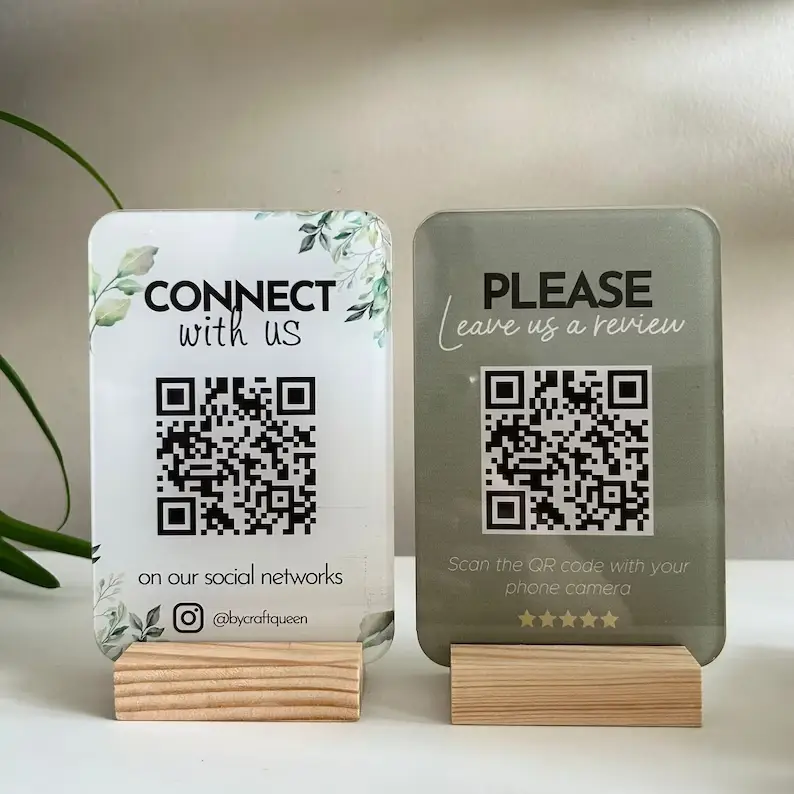 CONNECT
with us
on our social networks
@bycraftqueen
PLEASE
Leave us a review
Scan the QR code with your
phone camera